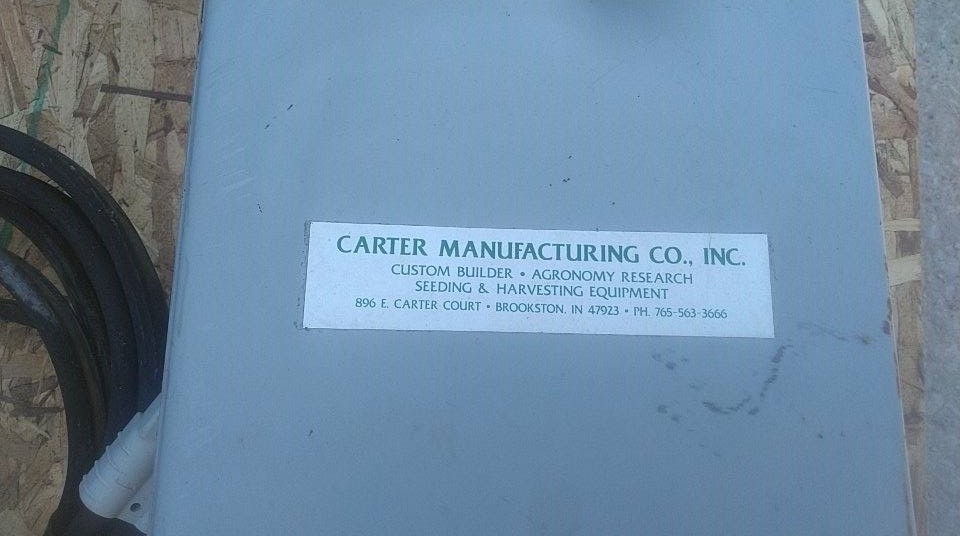 CARTER MANUFACTURING CO., INC.
CUSTOM BUILDER • AGRONOMY RESEARCH
SEEDING & HARVESTING EQUIPMENT
896 E. CARTER COURT • BROOKSTON, IN 47923 • PH. 765-563-3666